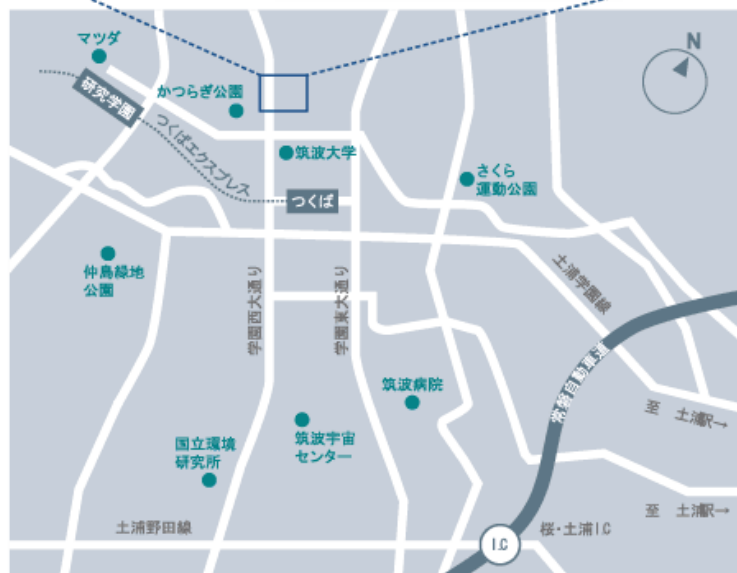 マツダ
N
研究学園
かつらぎ公園
つくばエクスプレス
筑波大学
さくら
運動公園
つくば
仲島緑地
公園
学園西大通り
学園東大通り
土浦学園線
常磐自動車道
筑波病院
至 土浦駅→
国立環境
研究所
筑波宇宙
センター
至 土浦駅→
土浦野田線
I.C
桜・土浦I.C